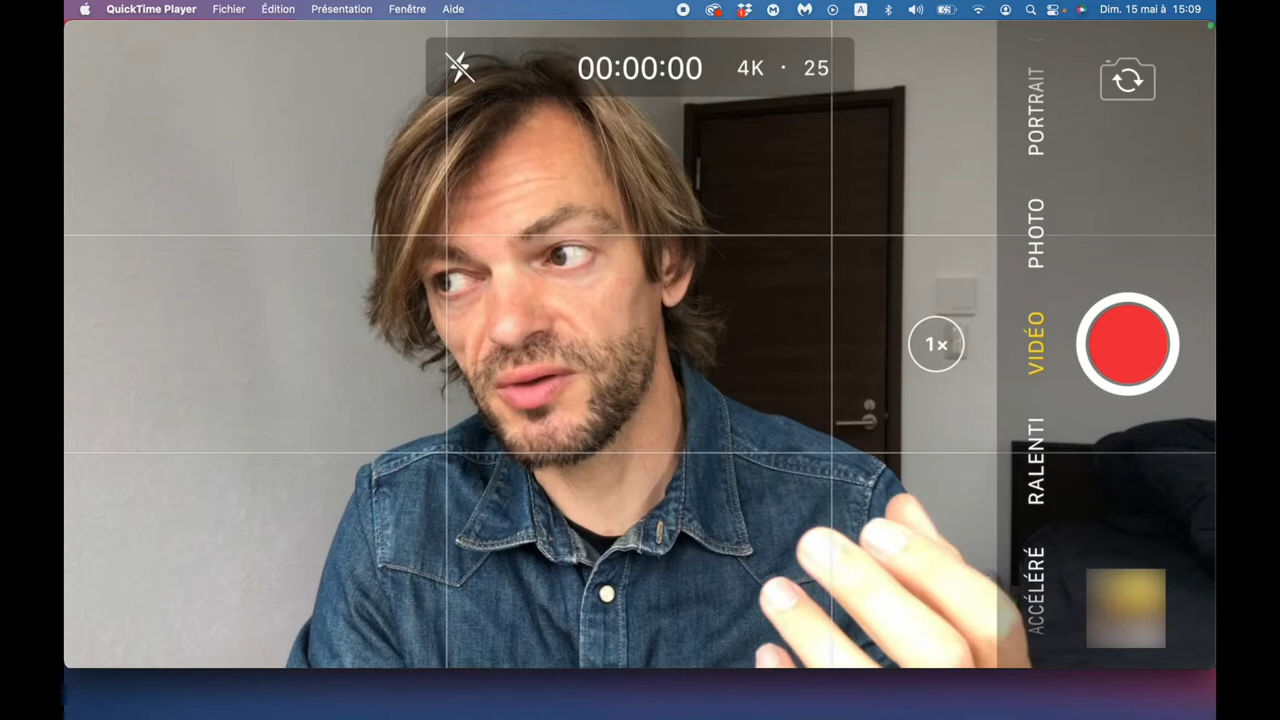 QuickTime Player Fichier Édition Présentation Fenêtre Aide A Dim. 15 mai à 15:09
00:00:00 4K · 25
PORTRAIT
PHOTO
1× VIDÉO
RALENTI
ACCÉLÉRÉ